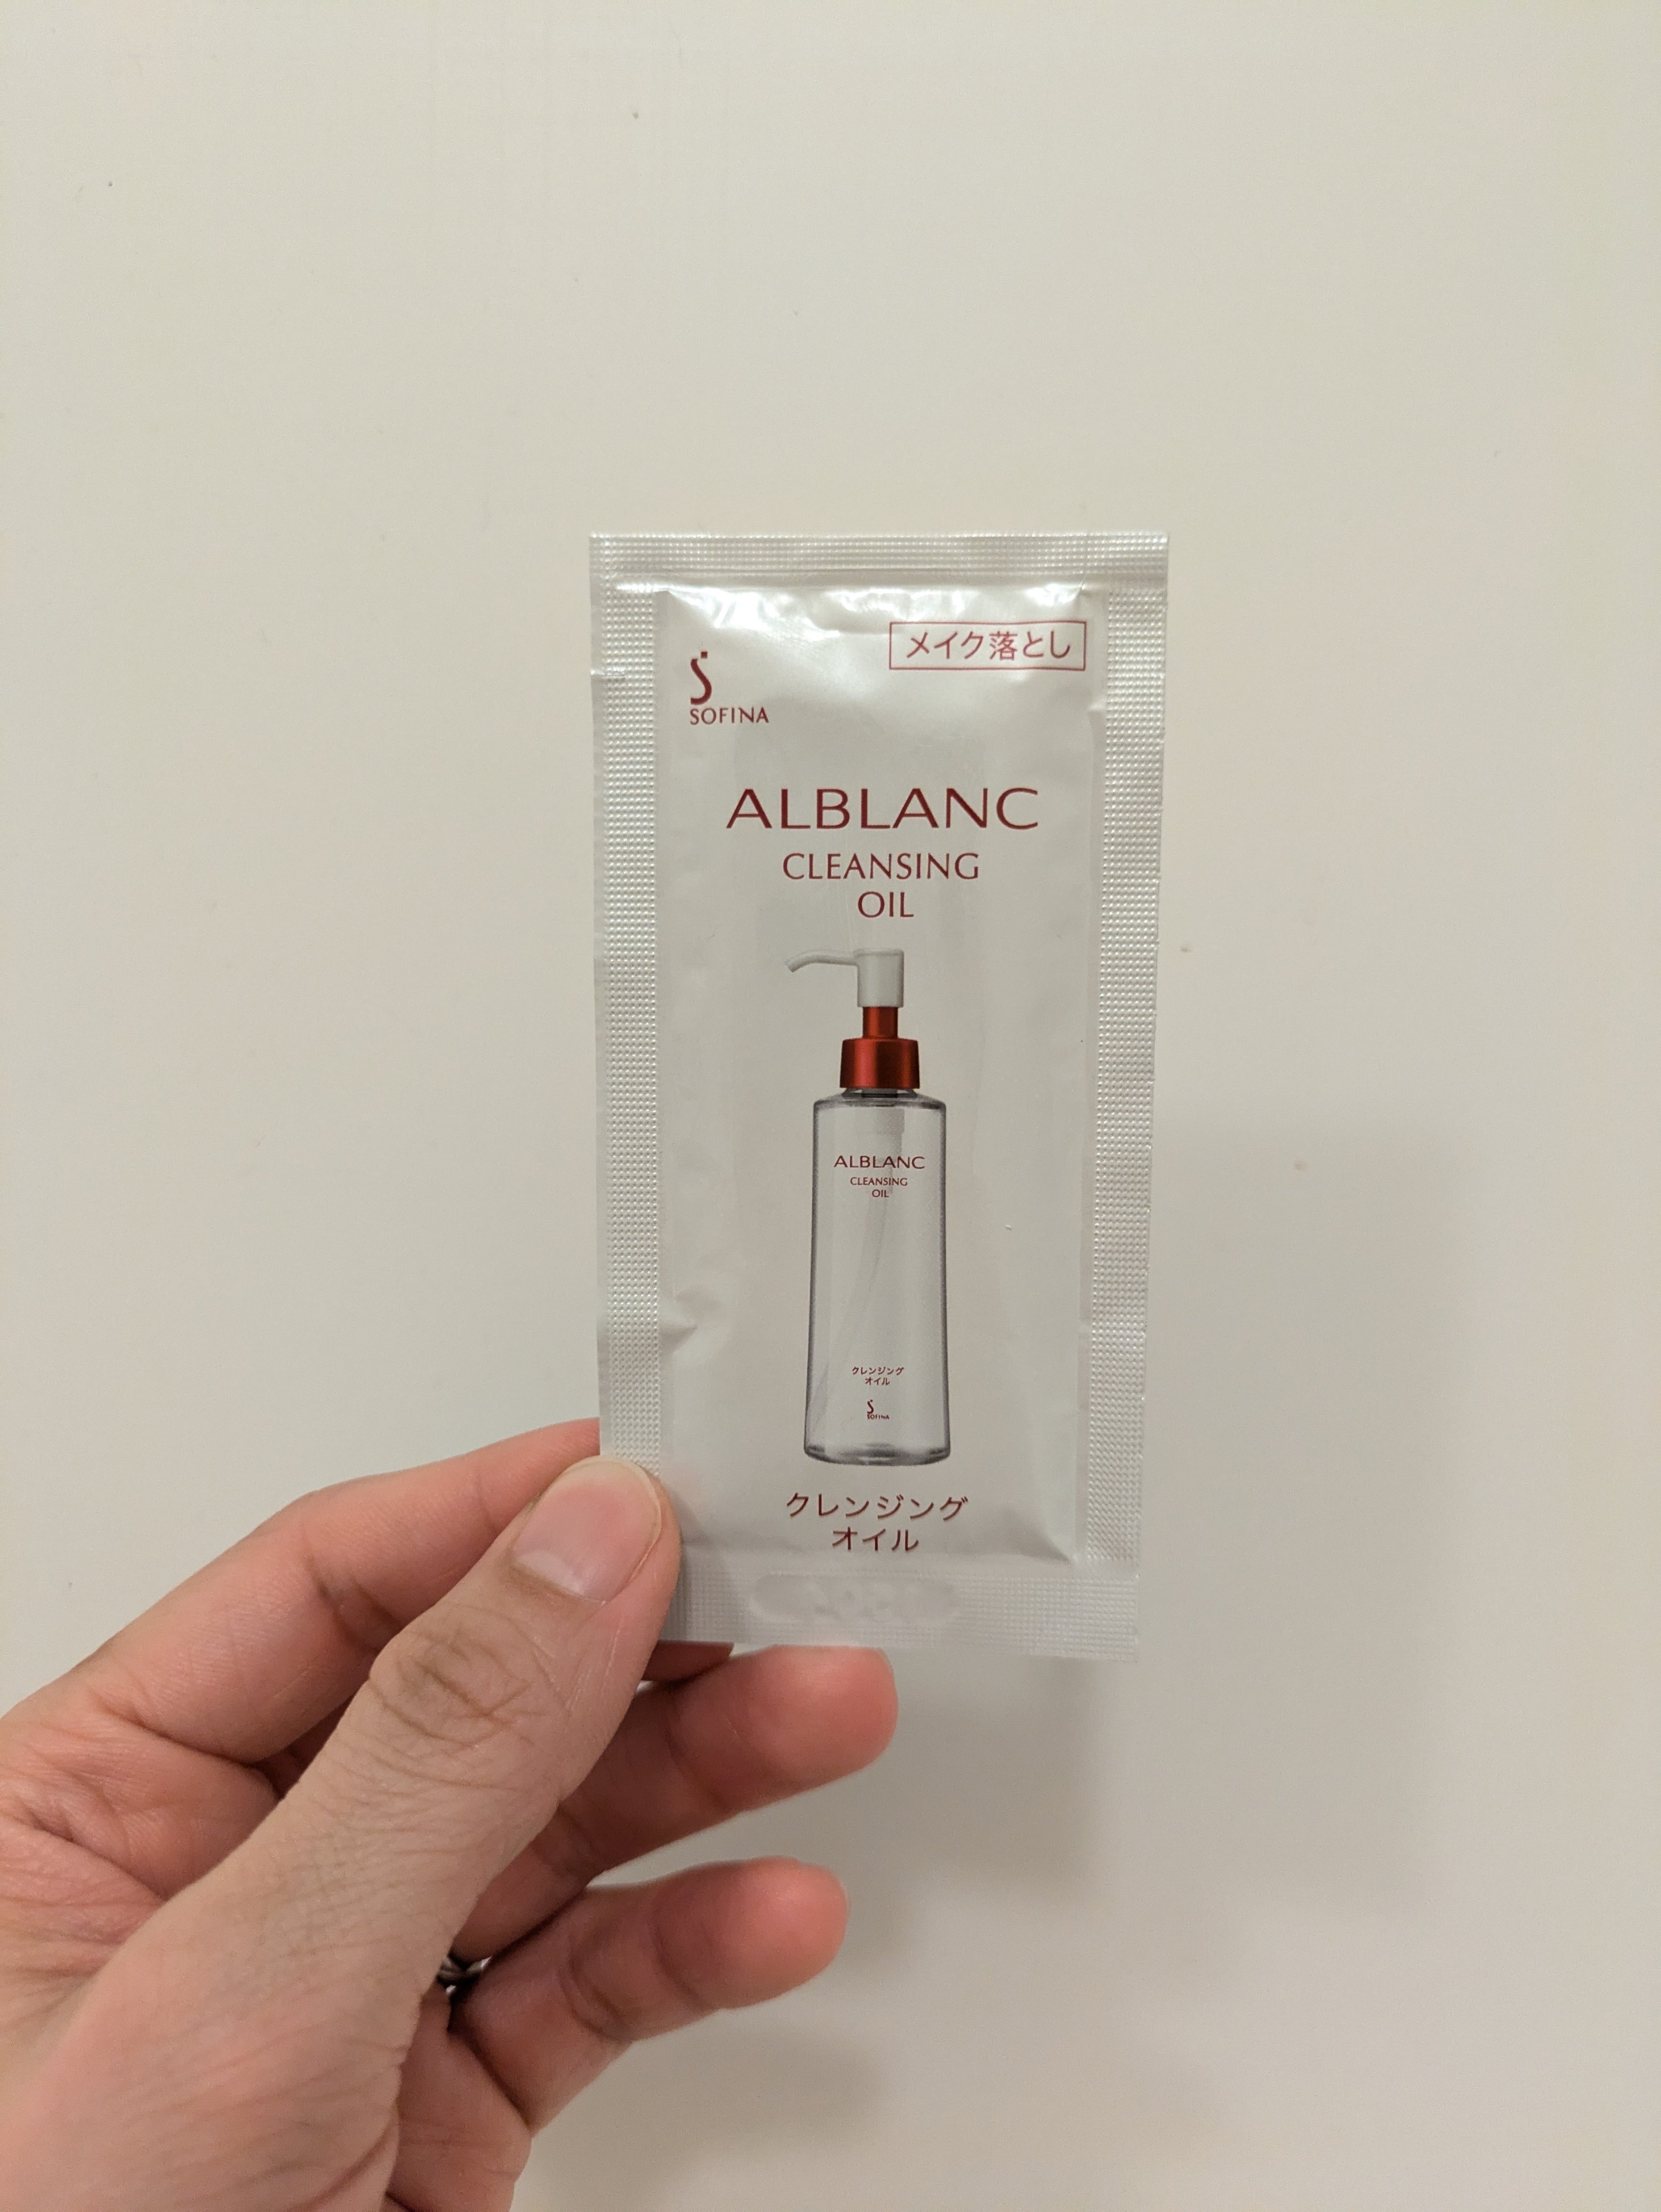 メイク落とし
SOFINA
ALBLANC
CLEANSING
OIL
ALBLANC
CLEANSING
OIL
クレンジング
オイル
SOFINA
クレンジング
オイル